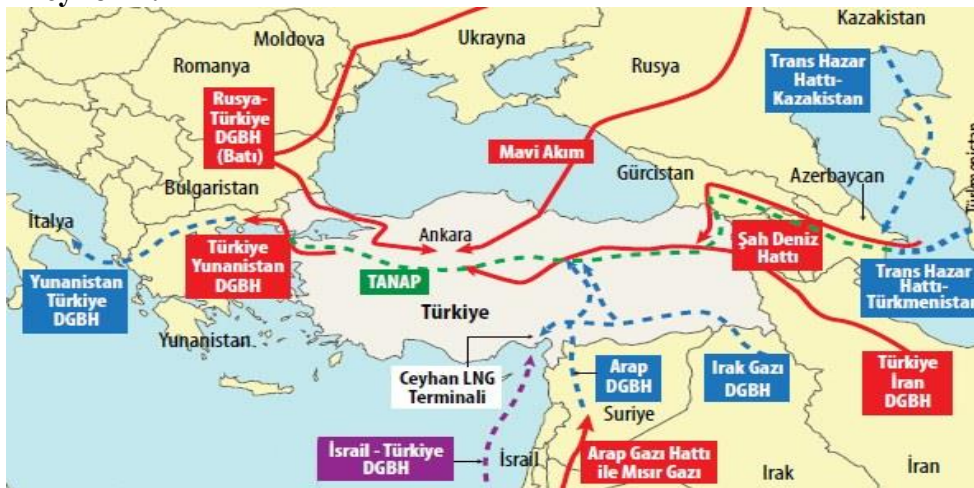 Kazakistan
Moldova
Ukrayna
Romanya
Rusya
Trans Hazar
Hattı-
Kazakistan
Rusya-
Türkiye
DGBH
(Batı)
Mavi Akım
Gürcistan
Azerbaycan
Türkmenistan
Bulgaristan
İtalya
Ankara
Türkiye
Yunanistan
DGBH
Şah Deniz
Hattı
Yunanistan
Türkiye
DGBH
TANAP
Trans Hazar
Hattı-
Türkmenistan
Türkiye
Yunanistan
Ceyhan LNG
Terminali
Arap
DGBH
Irak Gazı
DGBH
Türkiye
İran
DGBH
Suriye
İsrail - Türkiye
DGBH
İsrail
Arap Gazı Hattı
ile Mısır Gazı
Irak
İran